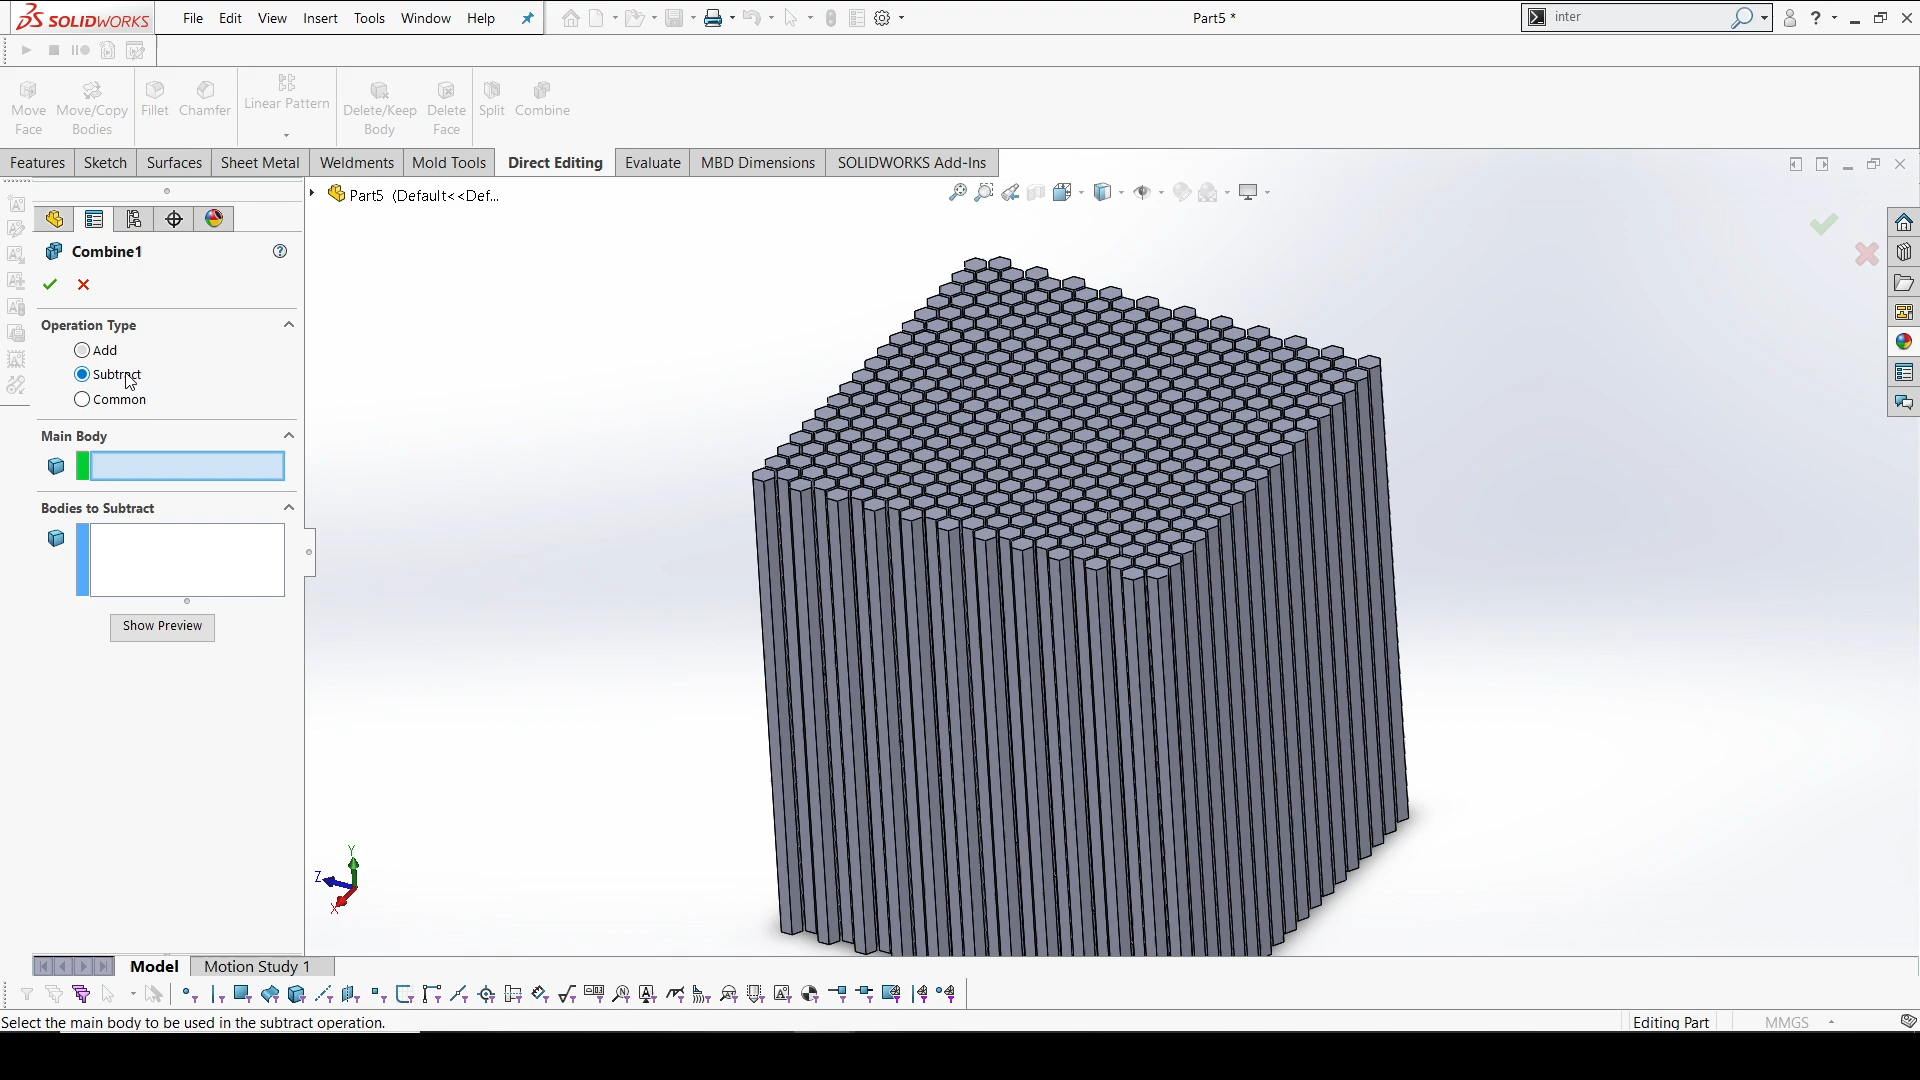 SOLIDWORKS File Edit View Insert Tools Window Help Part5 * inter ?
Move Face
Move/Copy Bodies
Fillet
Chamfer
Linear Pattern
Delete/Keep Body
Delete Face
Split
Combine
Features Sketch Surfaces Sheet Metal Weldments Mold Tools Direct Editing Evaluate MBD Dimensions SOLIDWORKS Add-Ins
Part5 (Default<<Def...
Combine1
Operation Type
Add
Subtract
Common
Main Body
Bodies to Subtract
Show Preview
Y
Z
X
Model Motion Study 1
Select the main body to be used in the subtract operation. Editing Part MMGS